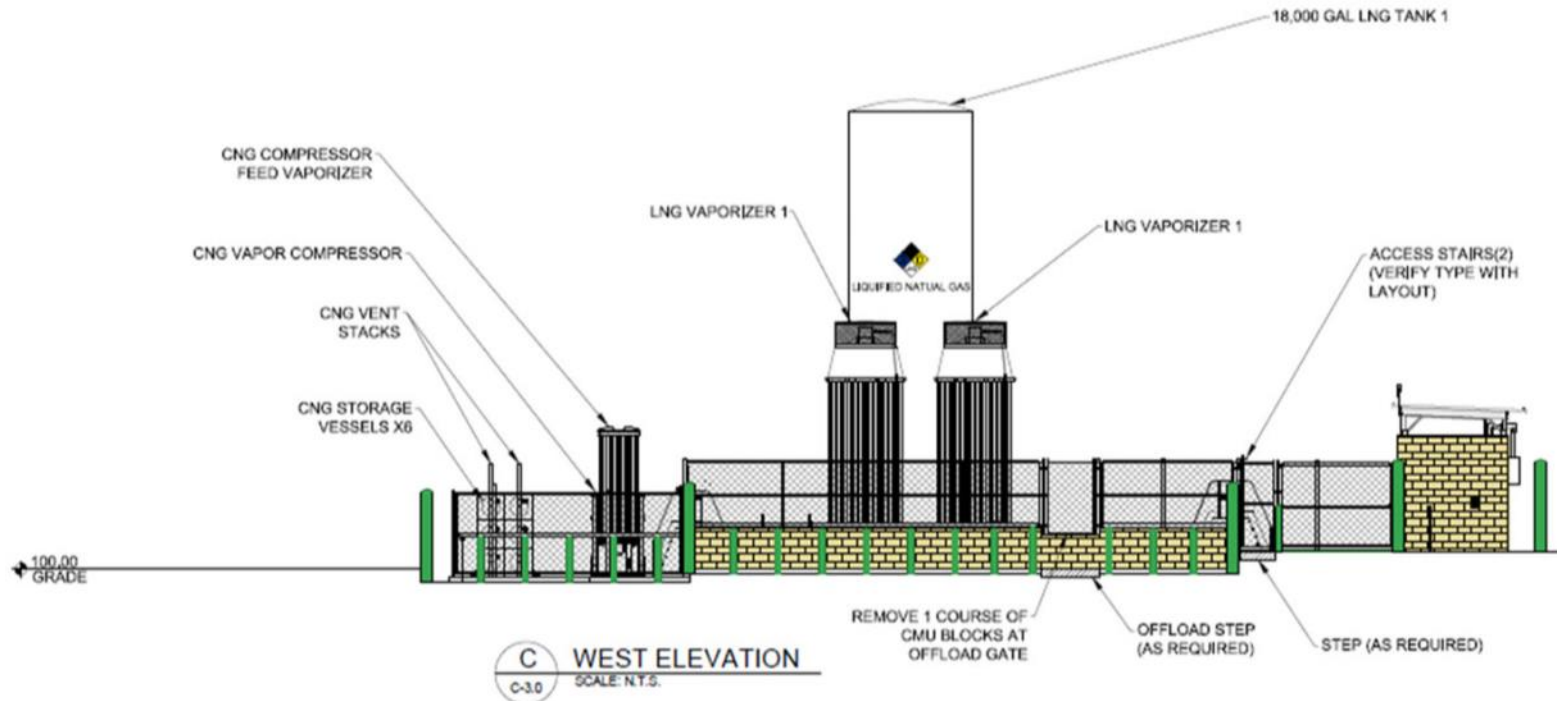 18,000 GAL LNG TANK 1
CNG COMPRESSOR
FEED VAPORIZER
LNG VAPORIZER 1
LNG VAPORIZER 1
CNG VAPOR COMPRESSOR
ACCESS STAIRS(2)
(VERIFY TYPE WITH
LAYOUT)
LIQUIFIED NATUAL GAS
CNG VENT
STACKS
CNG STORAGE
VESSELS X6
100.00
GRADE
REMOVE 1 COURSE OF
CMU BLOCKS AT
OFFLOAD GATE
OFFLOAD STEP
(AS REQUIRED)
STEP (AS REQUIRED)
C
C-3.0
WEST ELEVATION
SCALE: N.T.S.